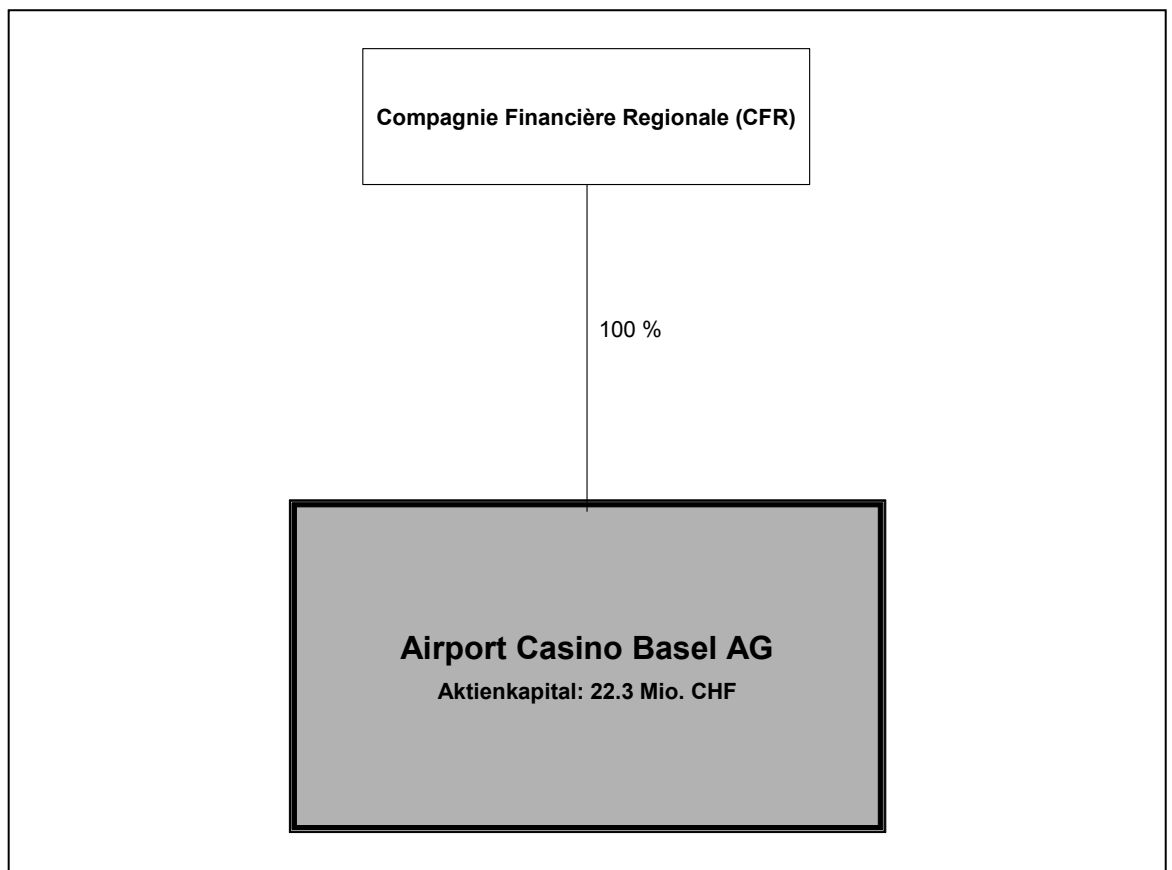 Compagnie Financière Regionale (CFR)
100 %
Airport Casino Basel AG
Aktienkapital: 22.3 Mio. CHF